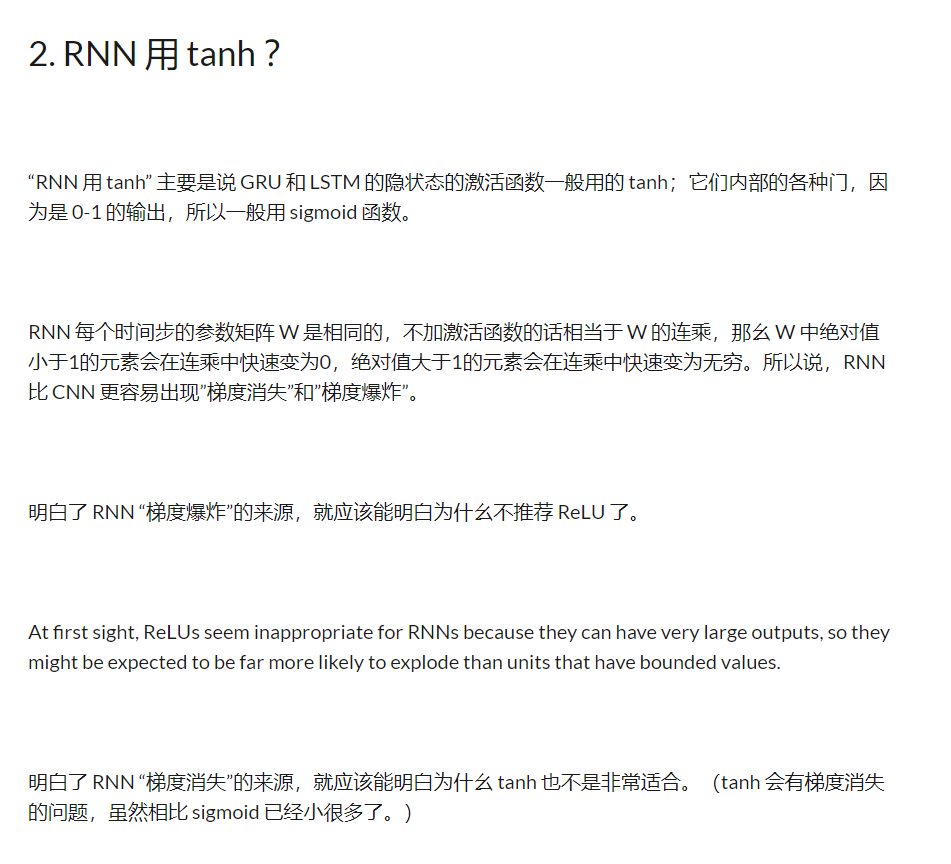 2. RNN 用 tanh？
“RNN 用 tanh” 主要是说 GRU 和 LSTM 的隐状态的激活函数一般用的 tanh；它们内部的各种门，因
为是 0-1 的输出，所以一般用 sigmoid 函数。
RNN 每个时间步的参数矩阵 W 是相同的，不加激活函数的话相当于 W 的连乘，那幺 W 中绝对值
小于1的元素会在连乘中快速变为0，绝对值大于1的元素会在连乘中快速变为无穷。所以说，RNN
比 CNN 更容易出现”梯度消失”和”梯度爆炸”。
明白了 RNN “梯度爆炸”的来源，就应该能明白为什幺不推荐 ReLU 了。
At first sight, ReLUs seem inappropriate for RNNs because they can have very large outputs, so they
might be expected to be far more likely to explode than units that have bounded values.
明白了 RNN “梯度消失”的来源，就应该能明白为什幺 tanh 也不是非常适合。（tanh 会有梯度消失
的问题，虽然相比 sigmoid 已经小很多了。）